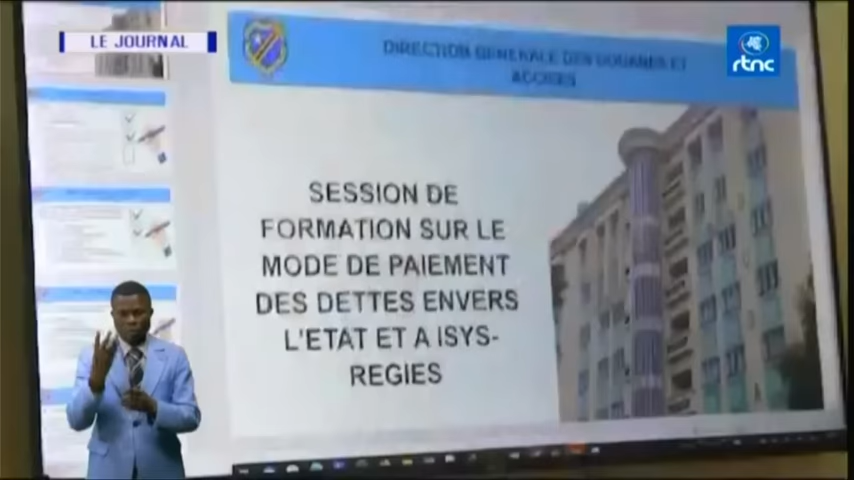 LE JOURNAL
rtnc
DIRECTION GENERALE DES DOUANES ET
ACCISES
SESSION DE
FORMATION SUR LE
MODE DE PAIEMENT
DES DETTES ENVERS
L'ETAT ET A ISYS-
REGIES